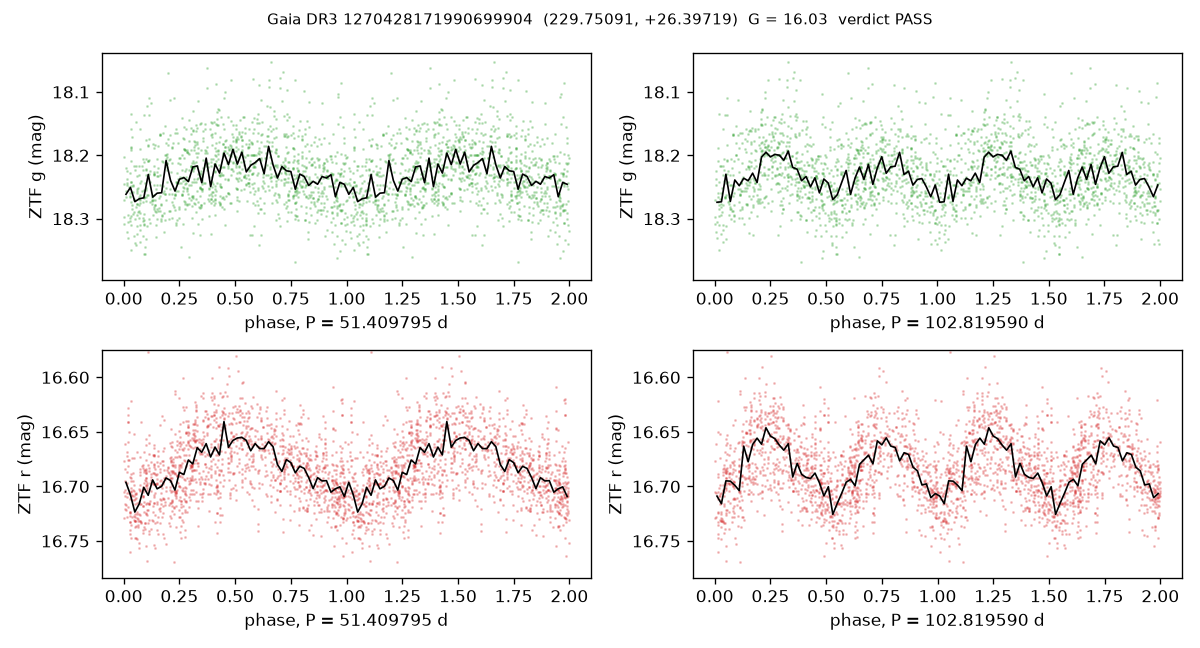 Gaia DR3 1270428171990699904 (229.75091, +26.39719) G = 16.03 verdict PASS
ZTF g (mag)
18.1
18.2
18.3
0.00 0.25 0.50 0.75 1.00 1.25 1.50 1.75 2.00
phase, P = 51.409795 d
ZTF g (mag)
18.1
18.2
18.3
0.00 0.25 0.50 0.75 1.00 1.25 1.50 1.75 2.00
phase, P = 102.819590 d
ZTF r (mag)
16.60
16.65
16.70
16.75
0.00 0.25 0.50 0.75 1.00 1.25 1.50 1.75 2.00
phase, P = 51.409795 d
ZTF r (mag)
16.60
16.65
16.70
16.75
0.00 0.25 0.50 0.75 1.00 1.25 1.50 1.75 2.00
phase, P = 102.819590 d